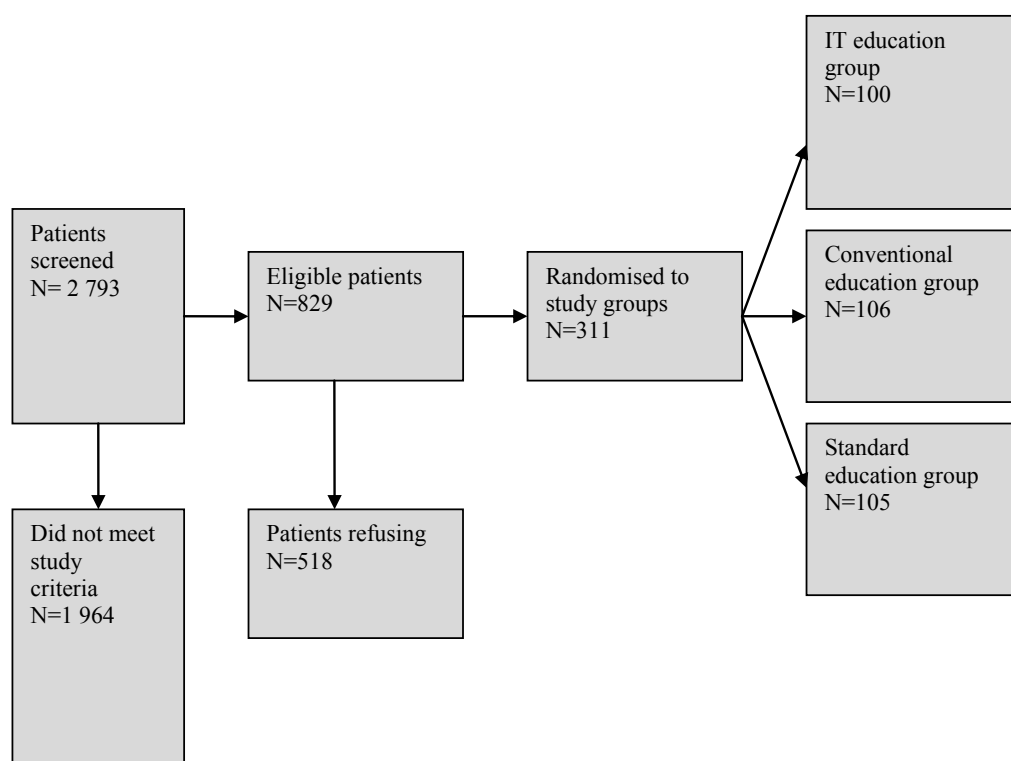 Patients
screened
N= 2 793
Did not meet
study
criteria
N=1 964
Eligible patients
N=829
Patients refusing
N=518
Randomised to
study groups
N=311
IT education
group
N=100
Conventional
education group
N=106
Standard
education group
N=105